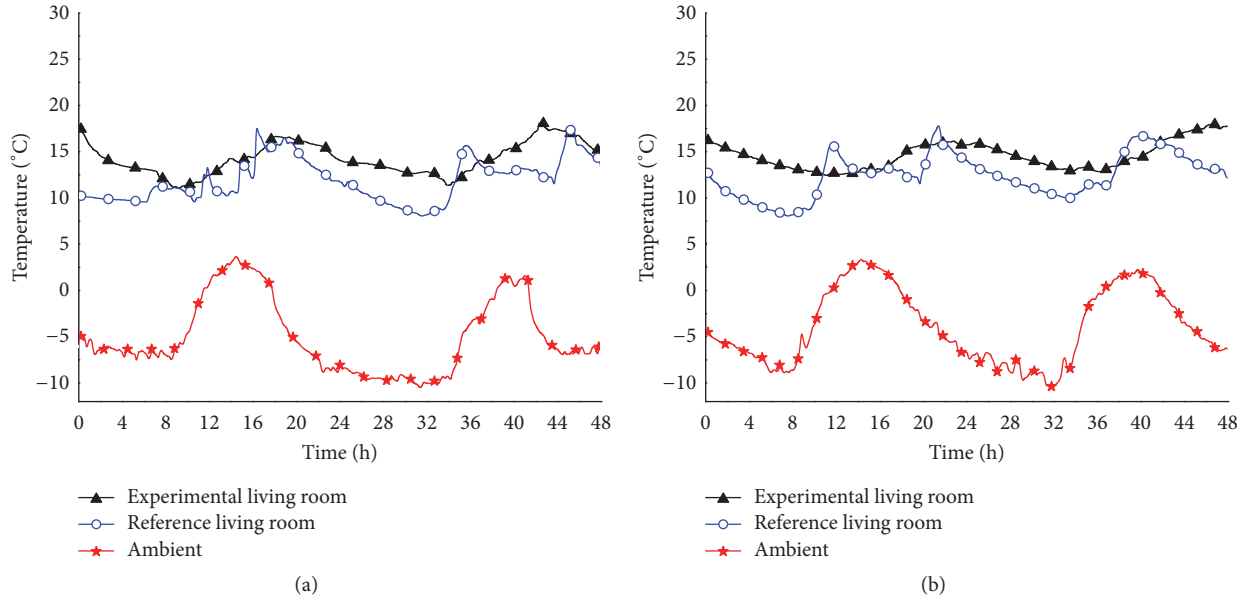 30
25
20
15
10
5
0
−5
−10
Temperature (°C)
0 4 8 12 16 20 24 28 32 36 40 44 48
Time (h)
Experimental living room
Reference living room
Ambient
(a)
30
25
20
15
10
5
0
−5
−10
Temperature (°C)
0 4 8 12 16 20 24 28 32 36 40 44 48
Time (h)
Experimental living room
Reference living room
Ambient
(b)